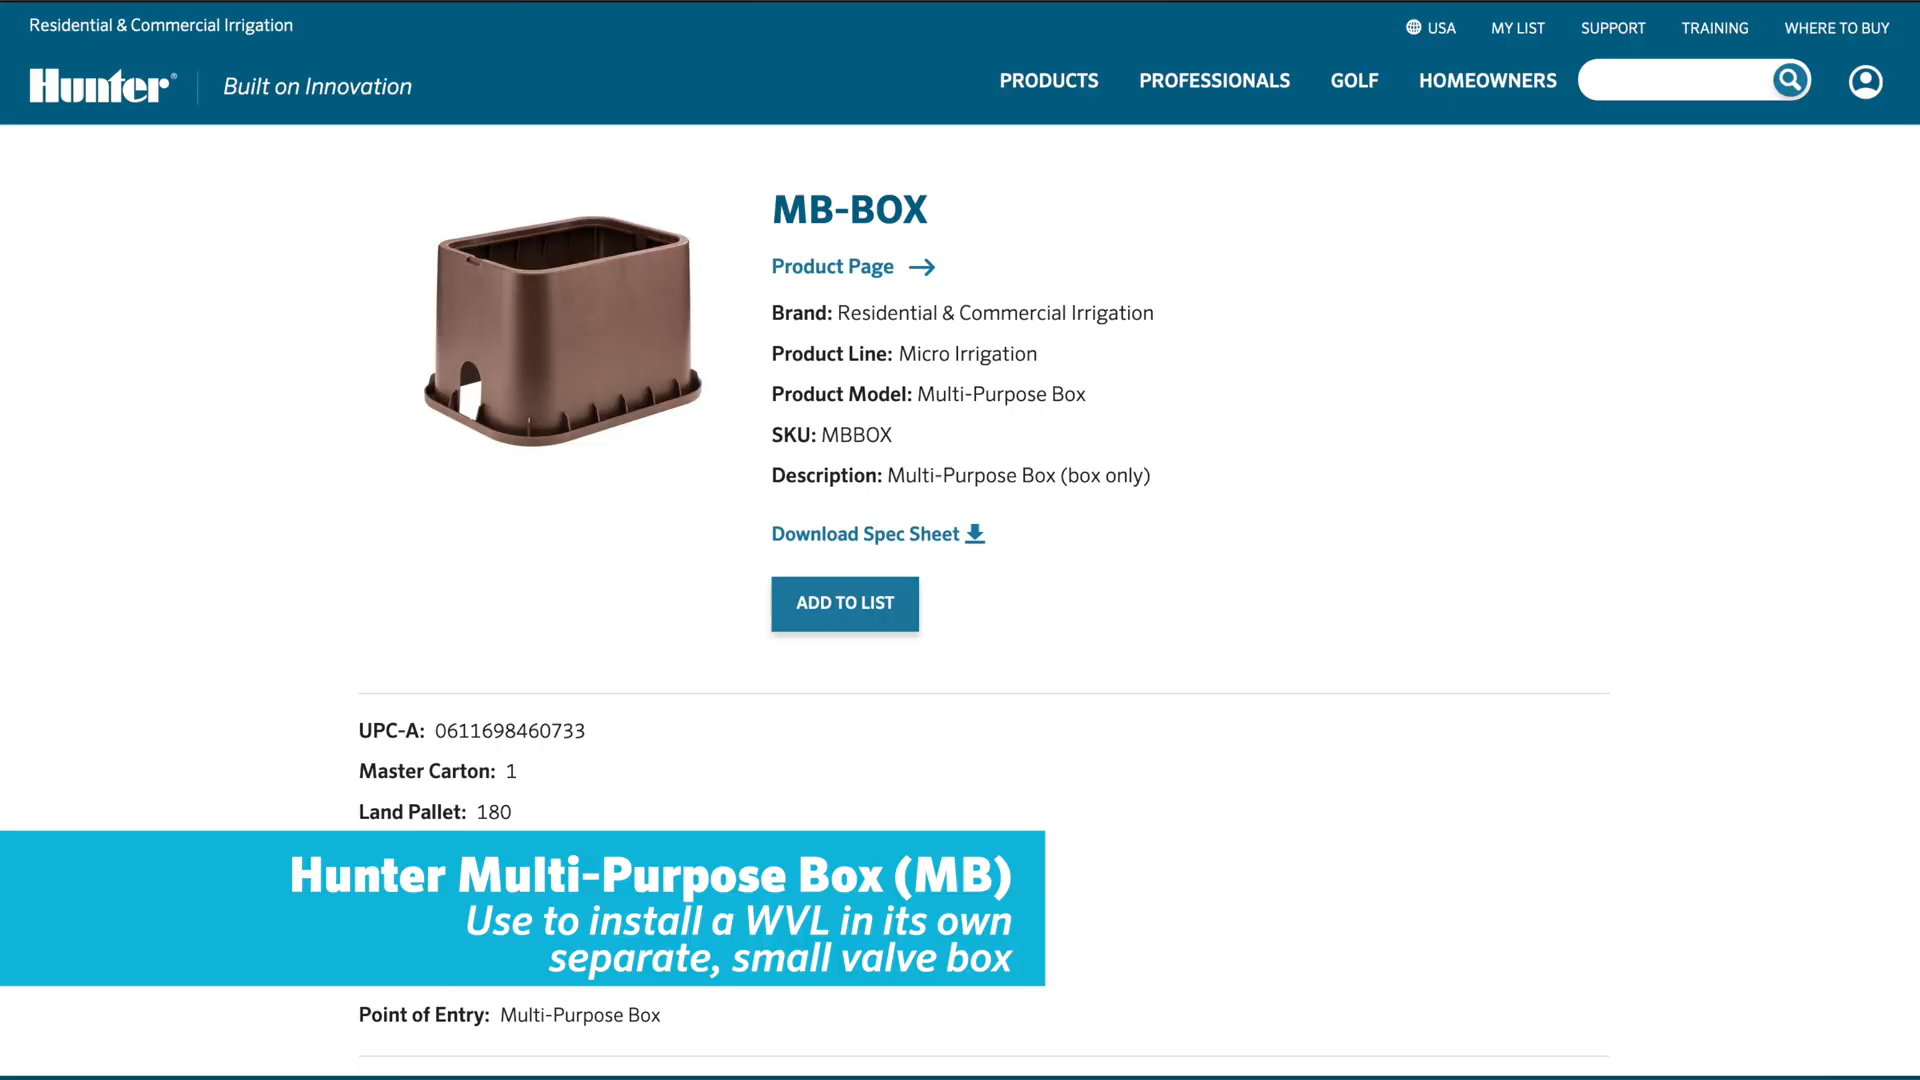 Residential & Commercial Irrigation
USA MY LIST SUPPORT TRAINING WHERE TO BUY
Hunter® Built on Innovation
PRODUCTS PROFESSIONALS GOLF HOMEOWNERS
MB-BOX
Product Page
Brand: Residential & Commercial Irrigation
Product Line: Micro Irrigation
Product Model: Multi-Purpose Box
SKU: MBBOX
Description: Multi-Purpose Box (box only)
Download Spec Sheet
ADD TO LIST
UPC-A: 0611698460733
Master Carton: 1
Land Pallet: 180
Hunter Multi-Purpose Box (MB)
Use to install a WVL in its own
separate, small valve box
Point of Entry: Multi-Purpose Box